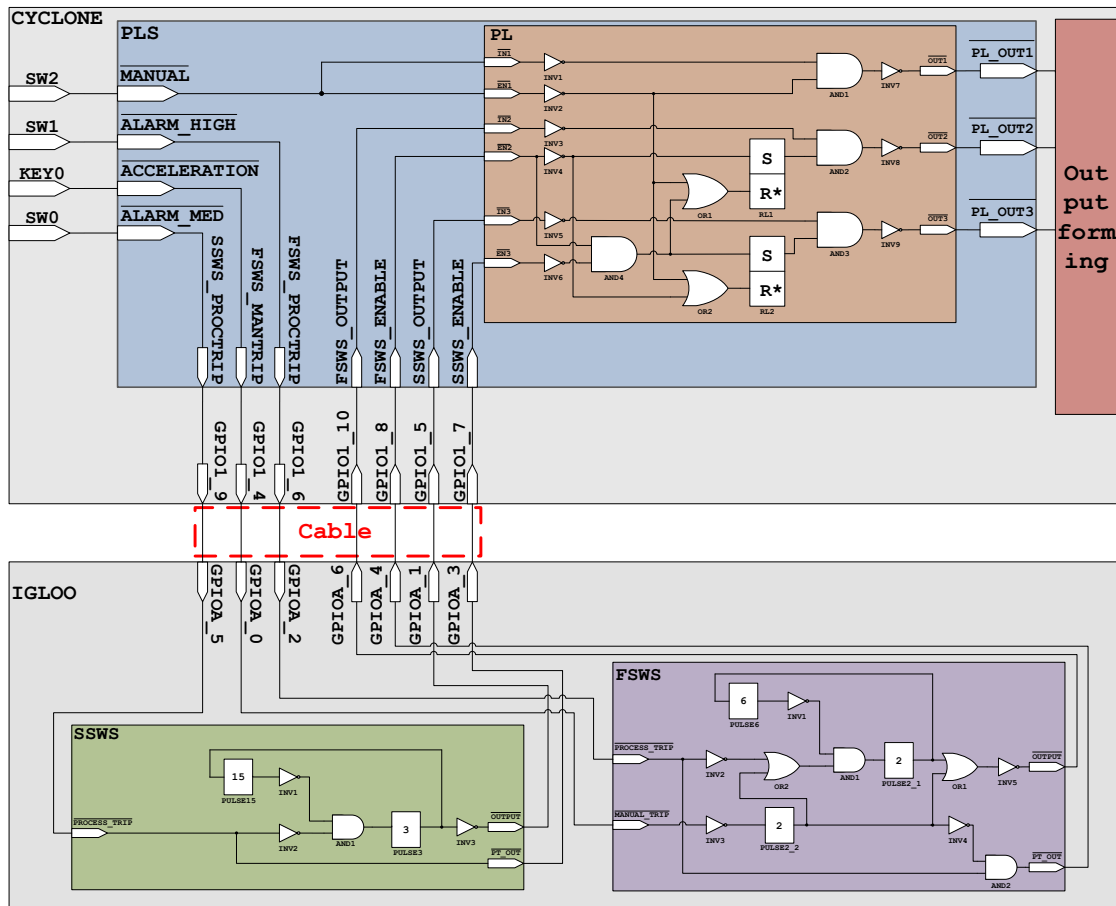 CYCLONE
PLS
PL
SW2
MANUAL
SW1
ALARM_HIGH
KEY0
ACCELERATION
SW0
ALARM_MED
SSWS_PROCTRIP
FSWS_MANTRIP
FSWS_PROCTRIP
FSWS_OUTPUT
FSWS_ENABLE
SSWS_OUTPUT
SSWS_ENABLE
IN1
INV1
EN1
INV2
IN2
INV3
EN2
INV4
IN3
INV5
EN3
INV6
AND4
OR1
OR2
S
R*
RL1
S
R*
RL2
AND1
INV7
OUT1
AND2
INV8
OUT2
AND3
INV9
OUT3
PL_OUT1
PL_OUT2
PL_OUT3
Out
put
form
ing
GPIO1_9
GPIO1_4
GPIO1_6
GPIO1_10
GPIO1_8
GPIO1_5
GPIO1_7
Cable
IGLOO
GPIOA_5
GPIOA_0
GPIOA_2
GPIOA_6
GPIOA_4
GPIOA_1
GPIOA_3
SSWS
15
PULSE15
INV1
PROCESS_TRIP
INV2
AND1
3
PULSE3
INV3
OUTPUT
PT_OUT
FSWS
6
PULSE6
INV1
PROCESS_TRIP
INV2
OR2
AND1
2
PULSE2_1
OR1
INV5
OUTPUT
MANUAL_TRIP
INV3
2
PULSE2_2
INV4
AND2
PT_OUT